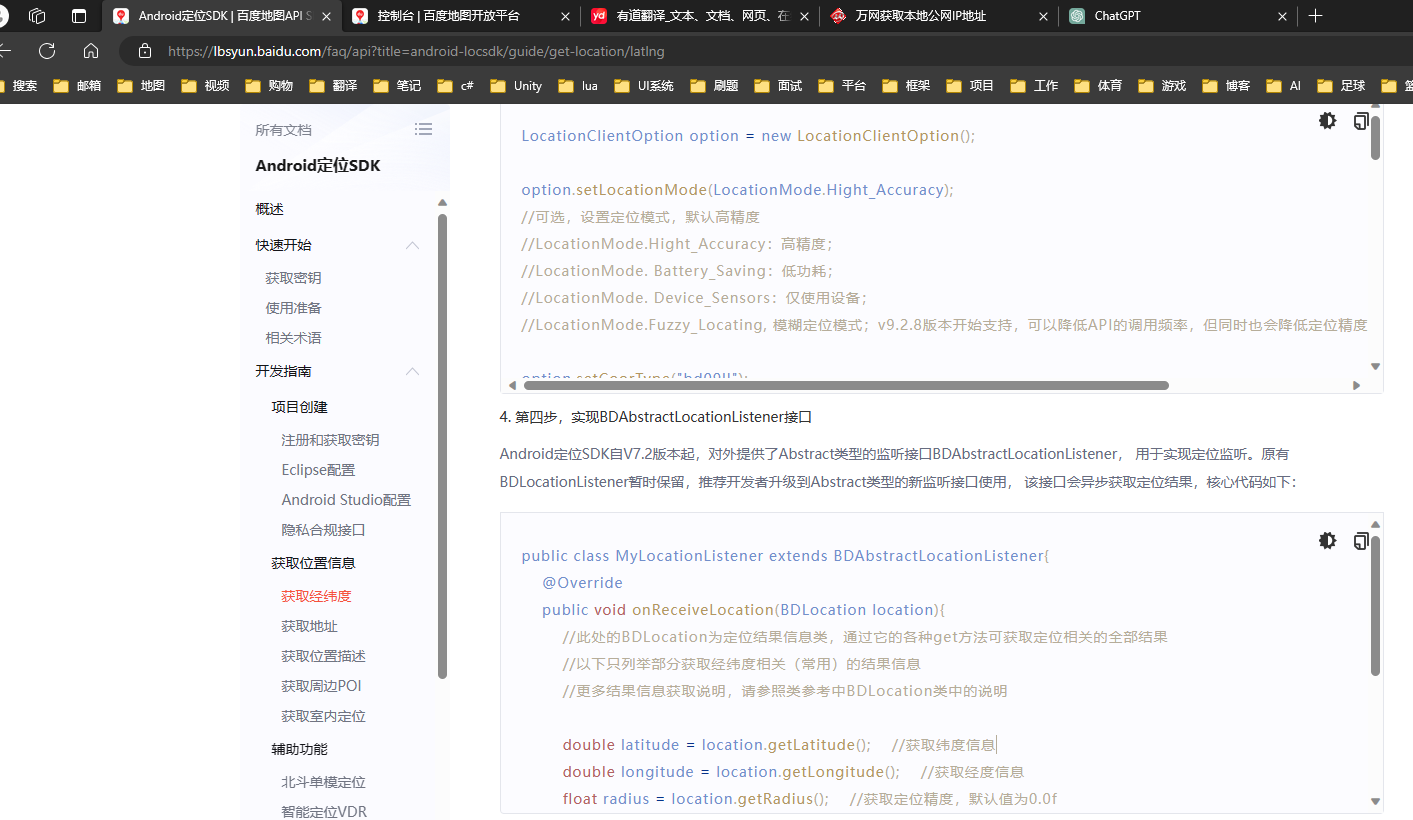 Android定位SDK | 百度地图API S
控制台 | 百度地图开放平台
有道翻译_文本、文档、网页、在
万网获取本地公网IP地址
ChatGPT
https://lbsyun.baidu.com/faq/api?title=android-locsdk/guide/get-location/latlng
搜索 邮箱 地图 视频 购物 翻译 笔记 c# Unity lua UI系统 刷题 面试 平台 框架 项目 工作 体育 游戏 博客 AI 足球
所有文档
Android定位SDK
概述
快速开始
获取密钥
使用准备
相关术语
开发指南
项目创建
注册和获取密钥
Eclipse配置
Android Studio配置
隐私合规接口
获取位置信息
获取经纬度
获取地址
获取位置描述
获取周边POI
获取室内定位
辅助功能
北斗单模定位
智能定位VDR
LocationClientOption option = new LocationClientOption();
option.setLocationMode(LocationMode.Hight_Accuracy);
//可选，设置定位模式，默认高精度
//LocationMode.Hight_Accuracy：高精度；
//LocationMode. Battery_Saving：低功耗；
//LocationMode. Device_Sensors：仅使用设备；
//LocationMode.Fuzzy_Locating, 模糊定位模式；v9.2.8版本开始支持，可以降低API的调用频率，但同时也会降低定位精度
option.setCoorType("bd09ll");
4. 第四步，实现BDAbstractLocationListener接口
Android定位SDK自V7.2版本起，对外提供了Abstract类型的监听接口BDAbstractLocationListener， 用于实现定位监听。原有
BDLocationListener暂时保留，推荐开发者升级到Abstract类型的新监听接口使用， 该接口会异步获取定位结果，核心代码如下：
public class MyLocationListener extends BDAbstractLocationListener{
@Override
public void onReceiveLocation(BDLocation location){
//此处的BDLocation为定位结果信息类，通过它的各种get方法可获取定位相关的全部结果
//以下只列举部分获取经纬度相关（常用）的结果信息
//更多结果信息获取说明，请参照类参考中BDLocation类中的说明
double latitude = location.getLatitude(); //获取纬度信息
double longitude = location.getLongitude(); //获取经度信息
float radius = location.getRadius(); //获取定位精度，默认值为0.0f